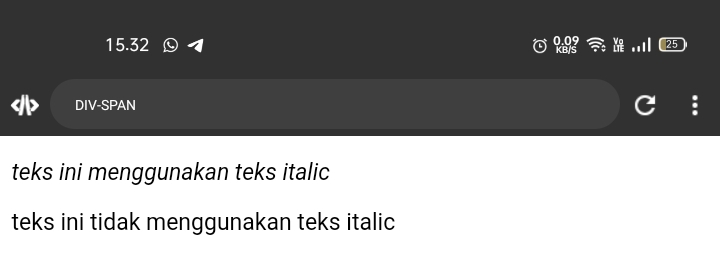 15.32
0.09
KB/S
Vo
LTE
25
DIV-SPAN
teks ini menggunakan teks italic
teks ini tidak menggunakan teks italic